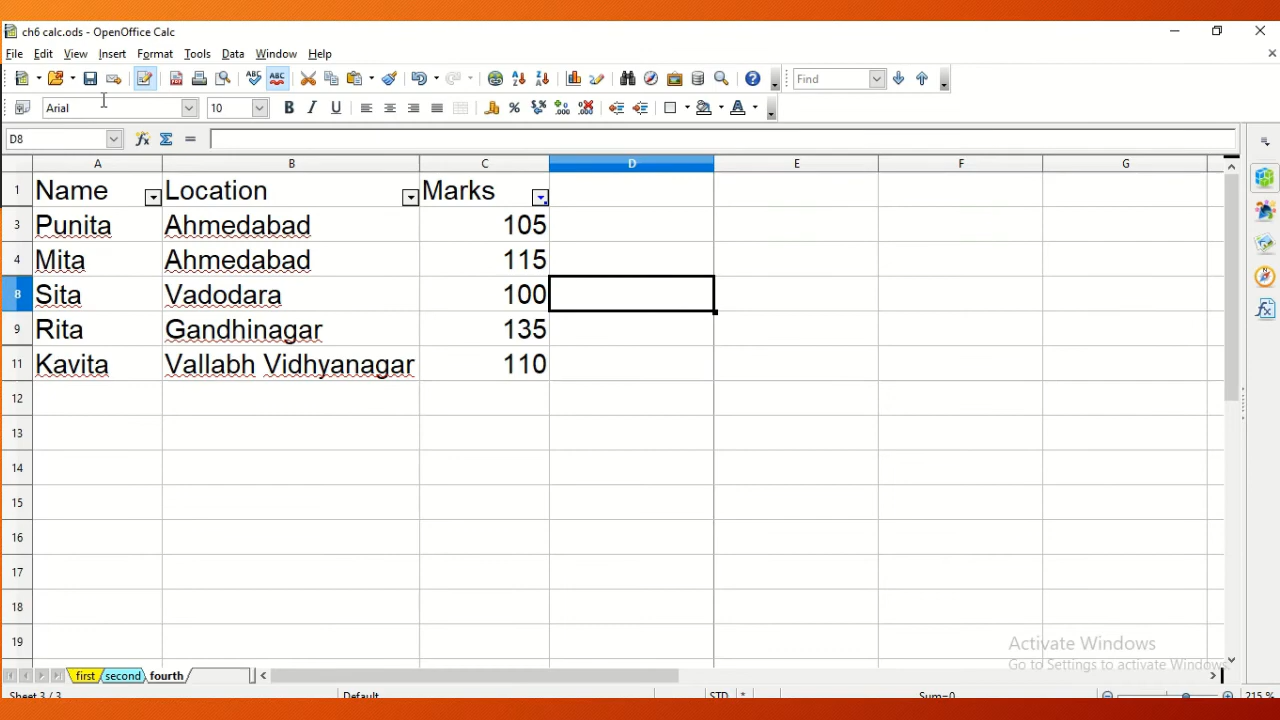 ch6 calc.ods - OpenOffice Calc
File Edit View Insert Format Tools Data Window Help
ABC ABC Find
Arial 10 B I U
D8
A B C D E F G
1 Name Location Marks
3 Punita Ahmedabad 105
4 Mita Ahmedabad 115
8 Sita Vadodara 100
9 Rita Gandhinagar 135
11 Kavita Vallabh Vidhyanagar 110
12
13
14
15
16
17
18
19
Activate Windows
Go to Settings to activate Windows.
first second fourth
Sheet 3 / 3 Default STD * Sum=0 215 %